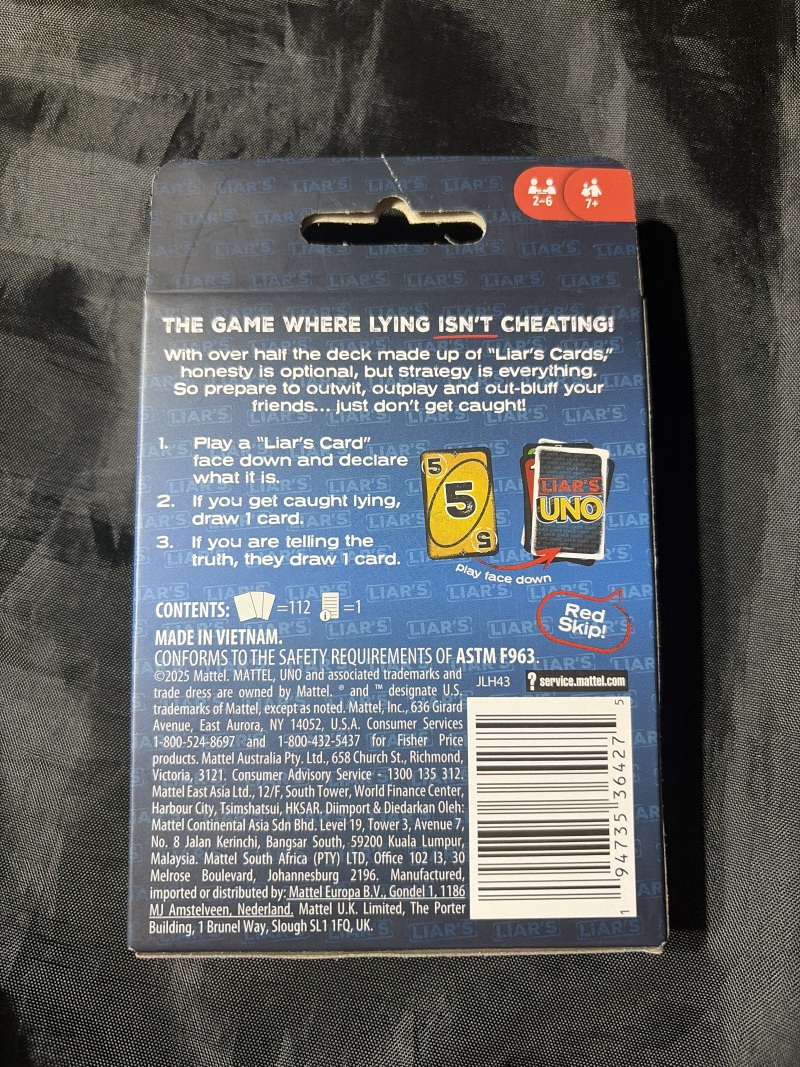 2–6
7+
THE GAME WHERE LYING ISN'T CHEATING!
With over half the deck made up of "Liar's Cards,"
honesty is optional, but strategy is everything.
So prepare to outwit, outplay and out-bluff your
friends... just don't get caught!
1. Play a "Liar's Card"
face down and declare
what it is.
2. If you get caught lying,
draw 1 card.
3. If you are telling the
truth, they draw 1 card.
5
5
5
LIAR'S
UNO
play face down
Red
Skip!
CONTENTS: =112 =1
MADE IN VIETNAM.
CONFORMS TO THE SAFETY REQUIREMENTS OF ASTM F963.
©2025 Mattel. MATTEL, UNO and associated trademarks and
trade dress are owned by Mattel. ® and ™ designate U.S.
trademarks of Mattel, except as noted. Mattel, Inc., 636 Girard
Avenue, East Aurora, NY 14052, U.S.A. Consumer Services
1-800-524-8697 and 1-800-432-5437 for Fisher Price
products. Mattel Australia Pty. Ltd., 658 Church St., Richmond,
Victoria, 3121. Consumer Advisory Service - 1300 135 312.
Mattel East Asia Ltd., 12/F, South Tower, World Finance Center,
Harbour City, Tsimshatsui, HKSAR. Diimport & Diedarkan Oleh:
Mattel Continental Asia Sdn Bhd. Level 19, Tower 3, Avenue 7,
No. 8 Jalan Kerinchi, Bangsar South, 59200 Kuala Lumpur,
Malaysia. Mattel South Africa (PTY) LTD, Office 102 I3, 30
Melrose Boulevard, Johannesburg 2196. Manufactured,
imported or distributed by: Mattel Europa B.V., Gondel 1, 1186
MJ Amstelveen, Nederland. Mattel U.K. Limited, The Porter
Building, 1 Brunel Way, Slough SL1 1FQ, UK.
JLH43
? service.mattel.com
1 94735 36427 5